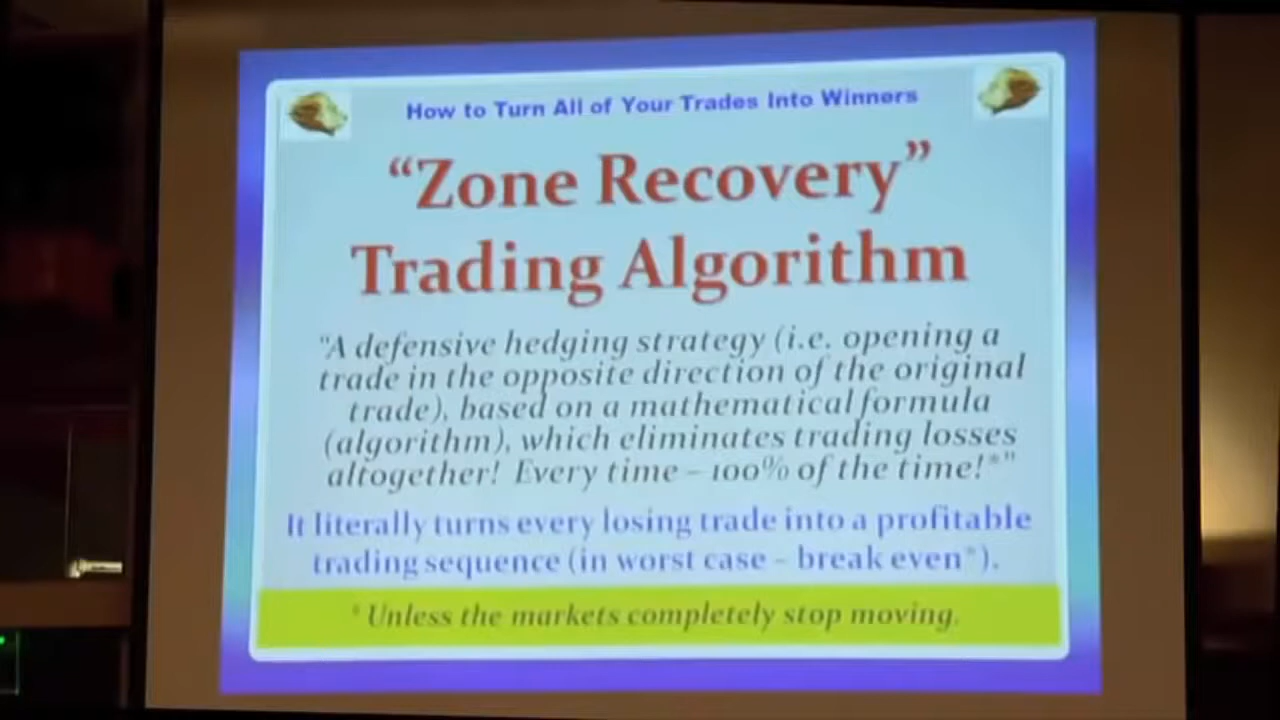 How to Turn All of Your Trades Into Winners
“Zone Recovery”
Trading Algorithm
"A defensive hedging strategy (i.e. opening a
trade in the opposite direction of the original
trade), based on a mathematical formula
(algorithm), which eliminates trading losses
altogether! Every time – 100% of the time!*"
It literally turns every losing trade into a profitable
trading sequence (in worst case – break even*).
* Unless the markets completely stop moving.